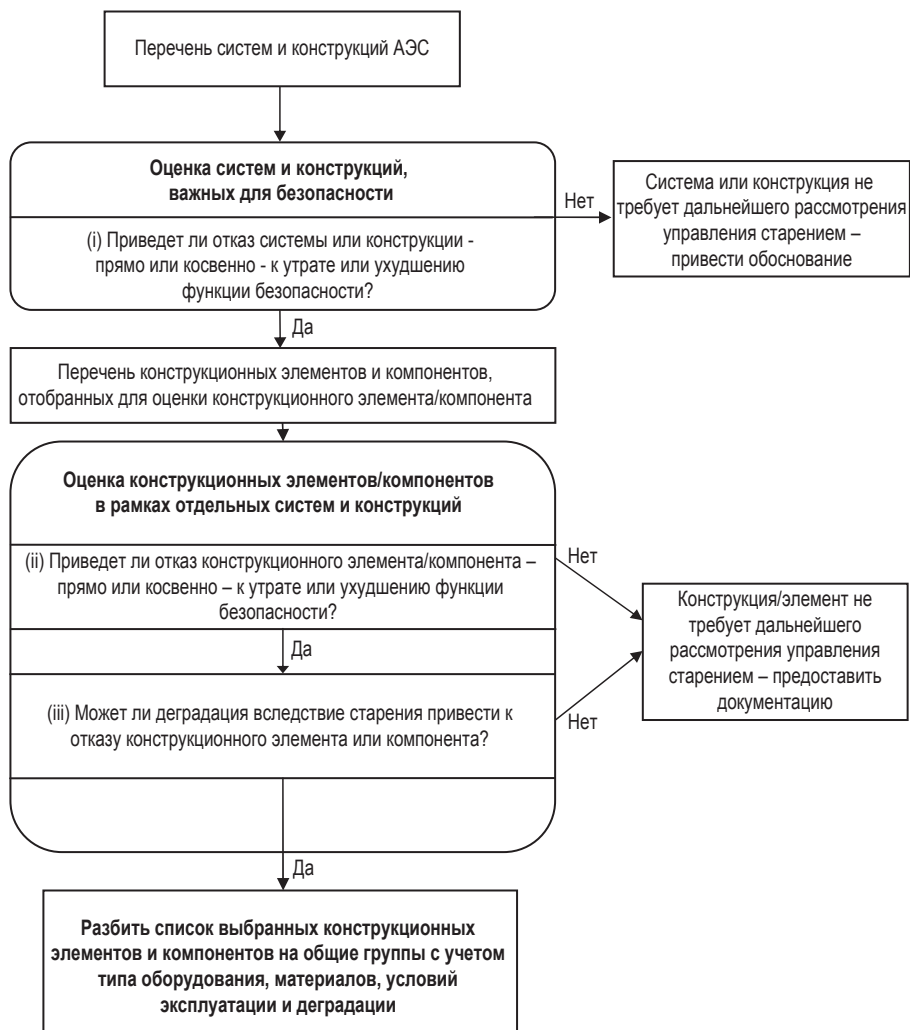 Перечень систем и конструкций АЭС
Оценка систем и конструкций,
важных для безопасности
(i) Приведет ли отказ системы или конструкции -
прямо или косвенно - к утрате или ухудшению
функции безопасности?
Нет
Система или конструкция не
требует дальнейшего рассмотрения
управления старением –
привести обоснование
Да
Перечень конструкционных элементов и компонентов,
отобранных для оценки конструкционного элемента/компонента
Оценка конструкционных элементов/компонентов
в рамках отдельных систем и конструкций
(ii) Приведет ли отказ конструкционного элемента/компонента –
прямо или косвенно – к утрате или ухудшению функции
безопасности?
Нет
Да
Конструкция/элемент не
требует дальнейшего
рассмотрения управления
старением – предоставить
документацию
(iii) Может ли деградация вследствие старения привести к
отказу конструкционного элемента или компонента?
Нет
Да
Разбить список выбранных конструкционных
элементов и компонентов на общие группы с учетом
типа оборудования, материалов, условий
эксплуатации и деградации